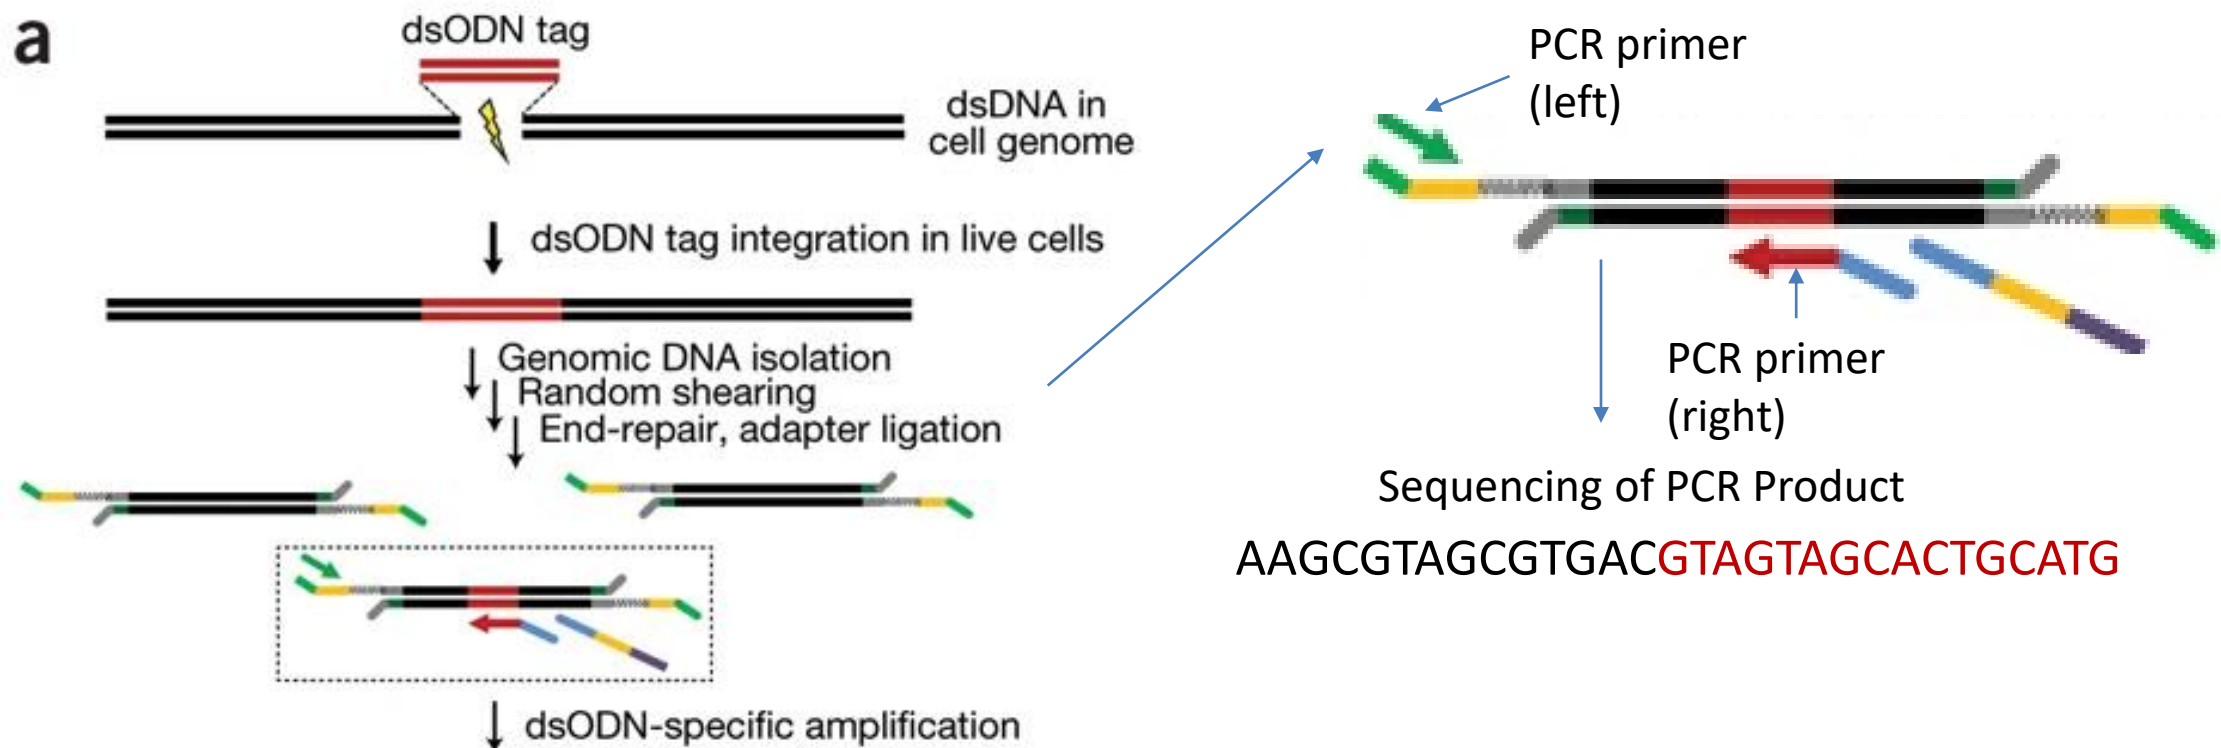 a
dsODN tag
dsDNA in
cell genome
dsODN tag integration in live cells
Genomic DNA isolation
Random shearing
End-repair, adapter ligation
dsODN-specific amplification
PCR primer
(left)
PCR primer
(right)
Sequencing of PCR Product
AAGCGTAGCGTGACGTAGTAGCACTGCATG